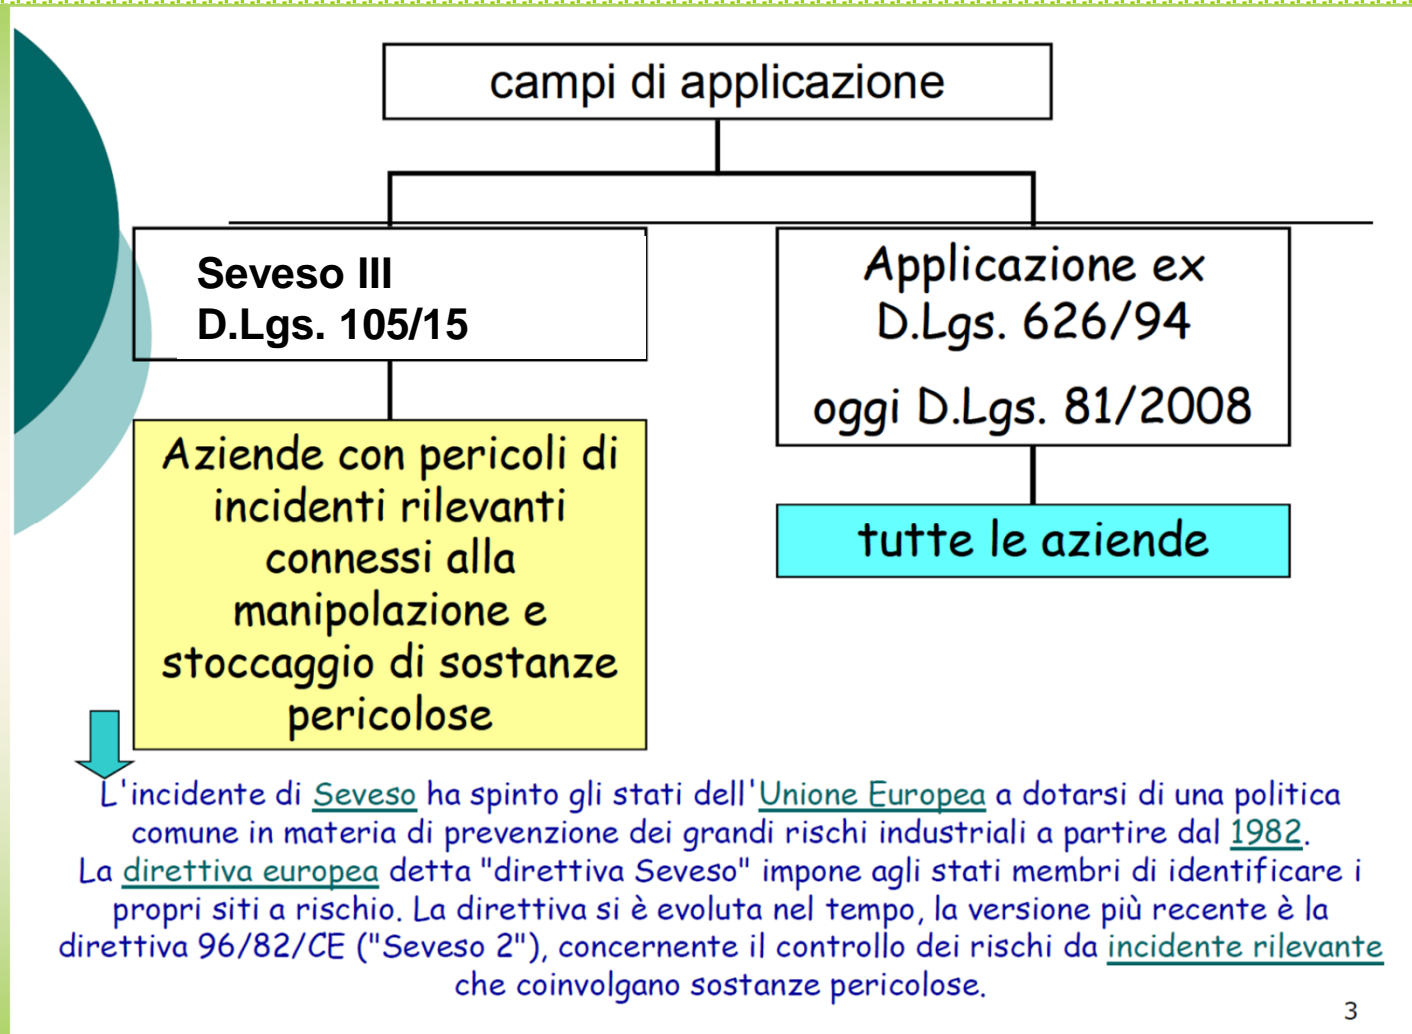 campi di applicazione
Seveso III
D.Lgs. 105/15
Applicazione ex
D.Lgs. 626/94
oggi D.Lgs. 81/2008
Aziende con pericoli di
incidenti rilevanti
connessi alla
manipolazione e
stoccaggio di sostanze
pericolose
tutte le aziende
L'incidente di Seveso ha spinto gli stati dell'Unione Europea a dotarsi di una politica
comune in materia di prevenzione dei grandi rischi industriali a partire dal 1982.
La direttiva europea detta "direttiva Seveso" impone agli stati membri di identificare i
propri siti a rischio. La direttiva si è evoluta nel tempo, la versione più recente è la
direttiva 96/82/CE ("Seveso 2"), concernente il controllo dei rischi da incidente rilevante
che coinvolgano sostanze pericolose.
3